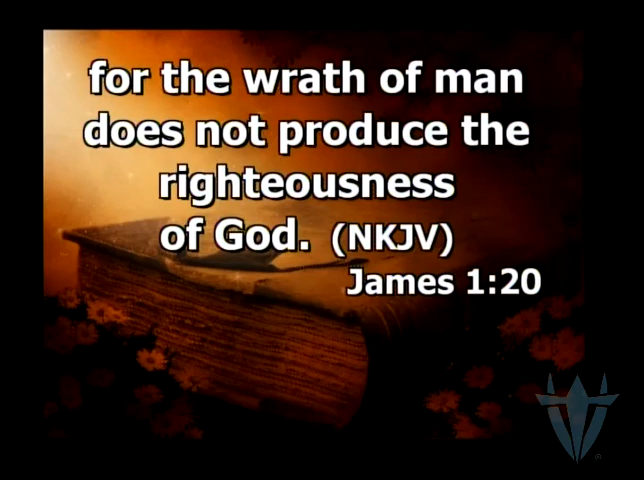 for the wrath of man
does not produce the
righteousness
of God. (NKJV)
James 1:20